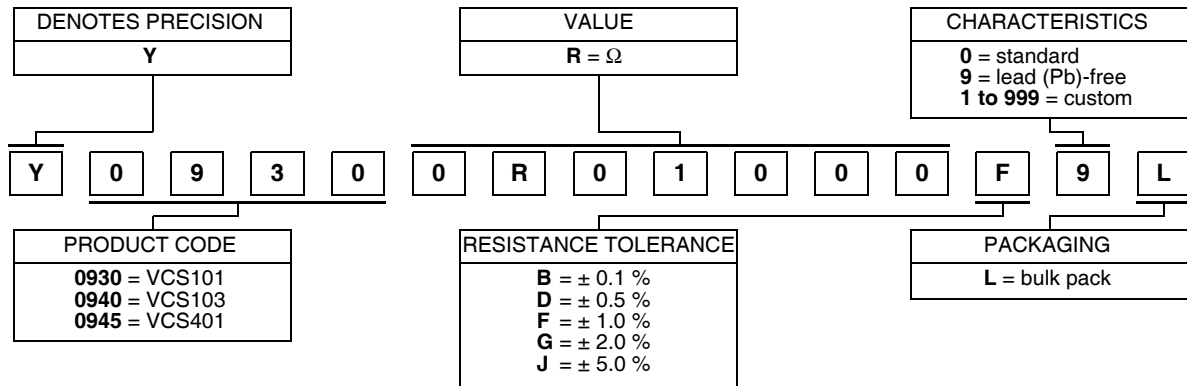 DENOTES PRECISION
Y
VALUE
R = Ω
CHARACTERISTICS
0 = standard
9 = lead (Pb)-free
1 to 999 = custom
Y 0 9 3 0 0 R 0 1 0 0 0 F 9 L
PRODUCT CODE
0930 = VCS101
0940 = VCS103
0945 = VCS401
RESISTANCE TOLERANCE
B = ± 0.1 %
D = ± 0.5 %
F = ± 1.0 %
G = ± 2.0 %
J = ± 5.0 %
PACKAGING
L = bulk pack